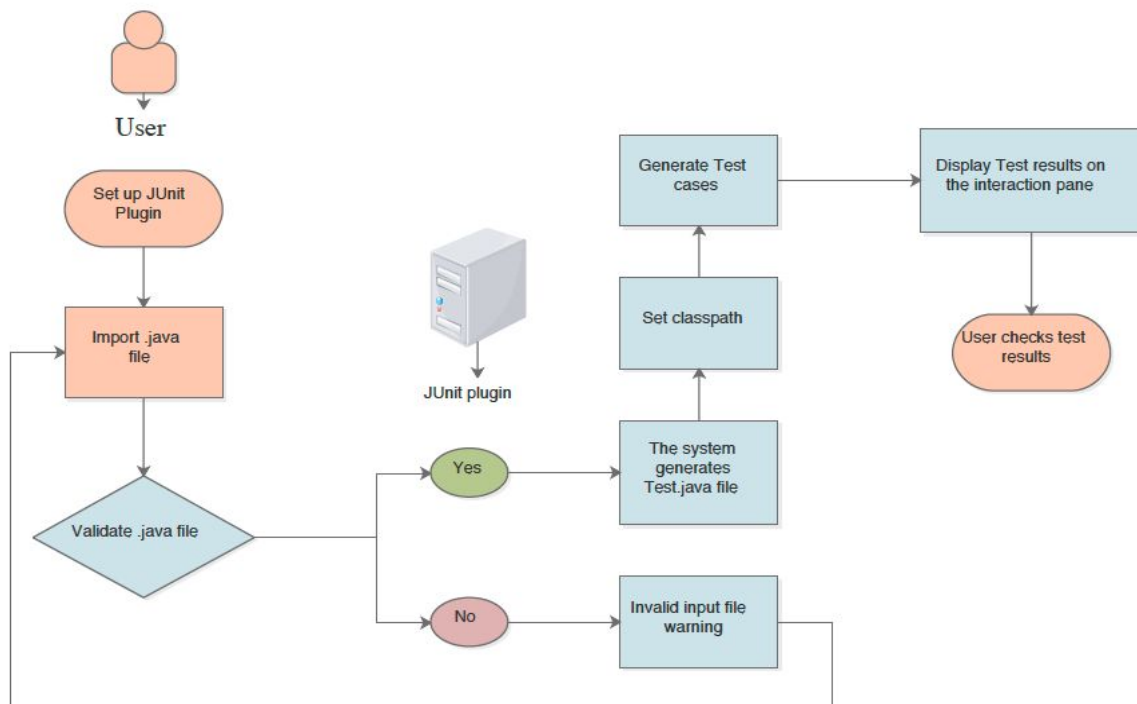 User
Set up JUnit
Plugin
Import .java
file
Validate .java file
JUnit plugin
Yes
No
The system
generates
Test.java file
Invalid input file
warning
Set classpath
Generate Test
cases
Display Test results on
the interaction pane
User checks test
results